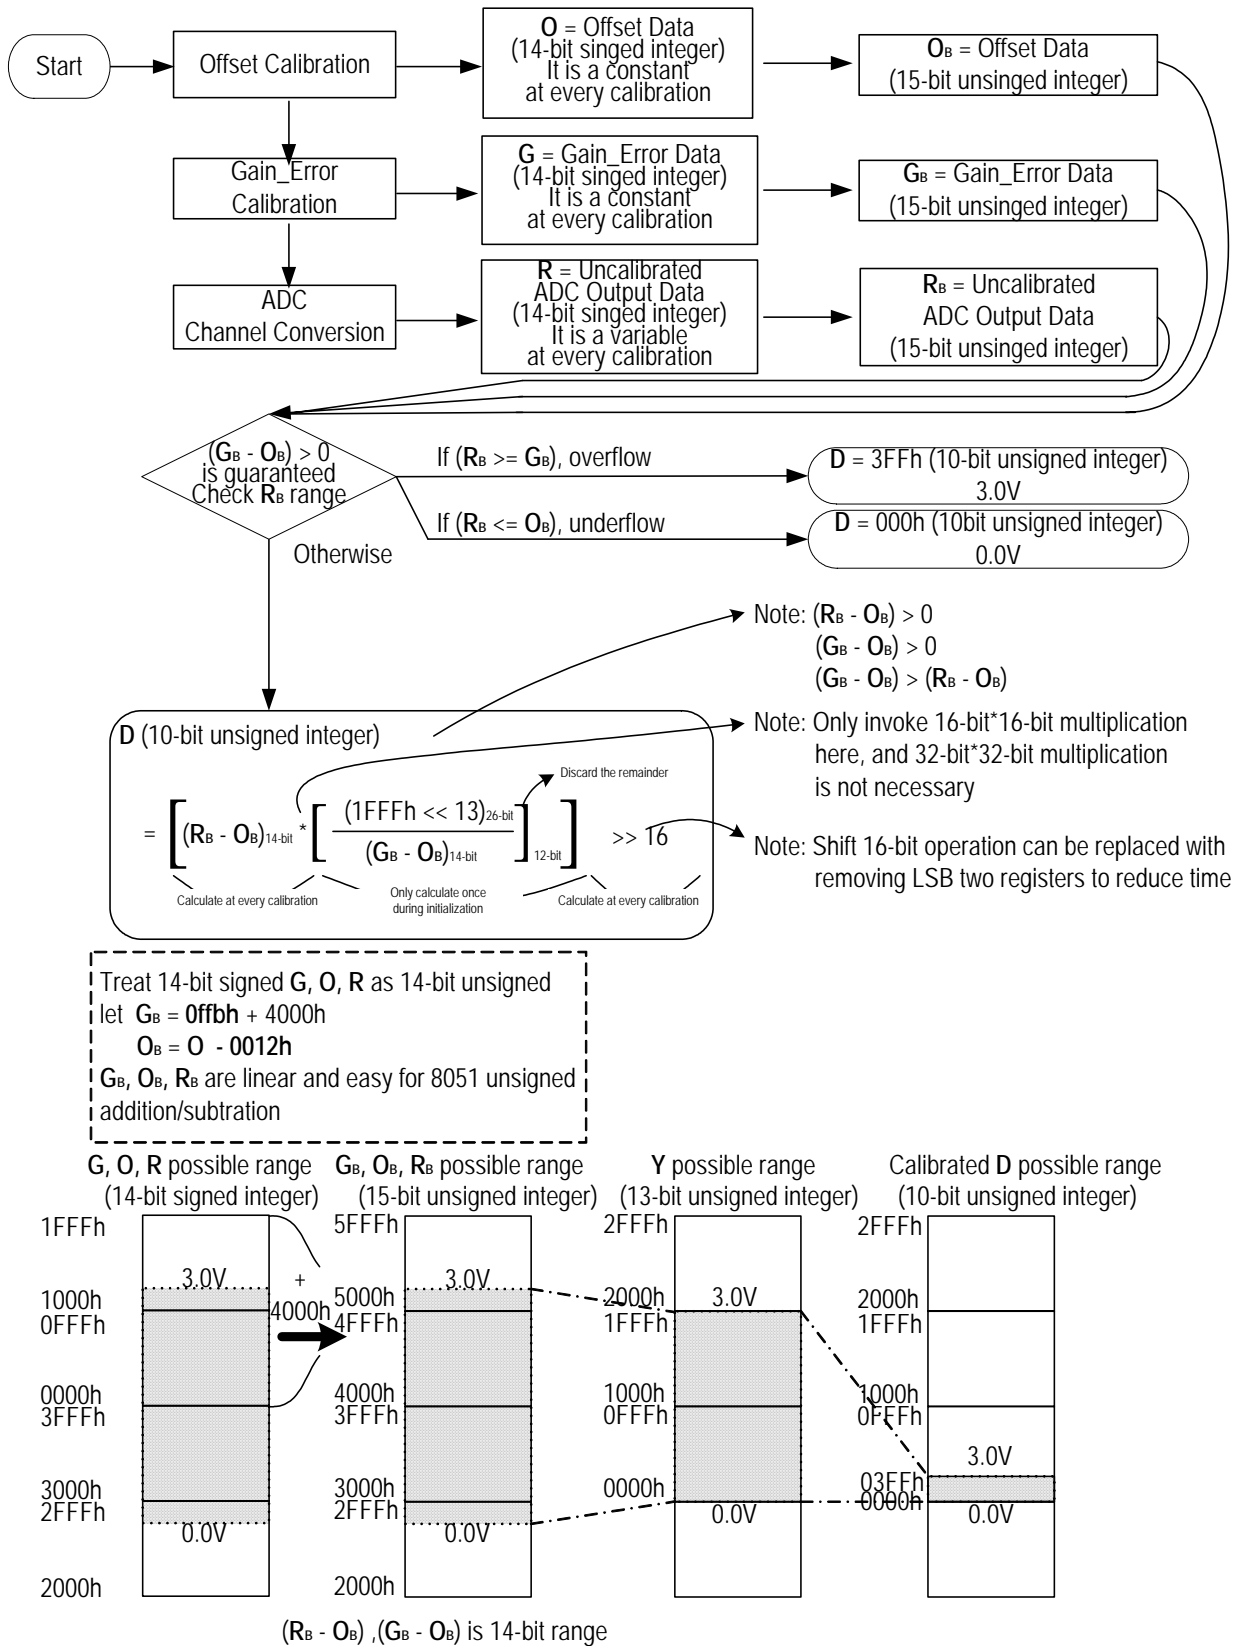 Start
Offset Calibration
O = Offset Data
(14-bit singed integer)
It is a constant
at every calibration
OB = Offset Data
(15-bit unsinged integer)
Gain_Error
Calibration
G = Gain_Error Data
(14-bit singed integer)
It is a constant
at every calibration
GB = Gain_Error Data
(15-bit unsinged integer)
ADC
Channel Conversion
R = Uncalibrated
ADC Output Data
(14-bit singed integer)
It is a variable
at every calibration
RB = Uncalibrated
ADC Output Data
(15-bit unsinged integer)
(GB - OB) > 0
is guaranteed
Check RB range
If (RB >= GB), overflow
D = 3FFh (10-bit unsigned integer)
3.0V
If (RB <= OB), underflow
D = 000h (10bit unsigned integer)
0.0V
Otherwise
Note: (RB - OB) > 0
(GB - OB) > 0
(GB - OB) > (RB - OB)
Note: Only invoke 16-bit*16-bit multiplication
here, and 32-bit*32-bit multiplication
is not necessary
Note: Shift 16-bit operation can be replaced with
removing LSB two registers to reduce time
D (10-bit unsigned integer)
Discard the remainder
= [(RB - OB)14-bit * [(1FFFh << 13)26-bit
(GB - OB)14-bit ]12-bit ] >> 16
Calculate at every calibration
Only calculate once
during initialization
Calculate at every calibration
Treat 14-bit signed G, O, R as 14-bit unsigned
let GB = 0ffbh + 4000h
OB = O - 0012h
GB, OB, RB are linear and easy for 8051 unsigned
addition/subtration
G, O, R possible range
(14-bit signed integer)
1FFFh
3.0V
1000h
0FFFh
0000h
3FFFh
3000h
2FFFh
0.0V
2000h
+
4000h
GB, OB, RB possible range
(15-bit unsigned integer)
5FFFh
3.0V
5000h
4FFFh
4000h
3FFFh
3000h
2FFFh
0.0V
2000h
Y possible range
(13-bit unsigned integer)
2FFFh
2000h
3.0V
1FFFh
1000h
0FFFh
0000h
0.0V
Calibrated D possible range
(10-bit unsigned integer)
2FFFh
2000h
1FFFh
1000h
0FFFh
3.0V
03FFh
0000h
0.0V
(RB - OB) ,(GB - OB) is 14-bit range